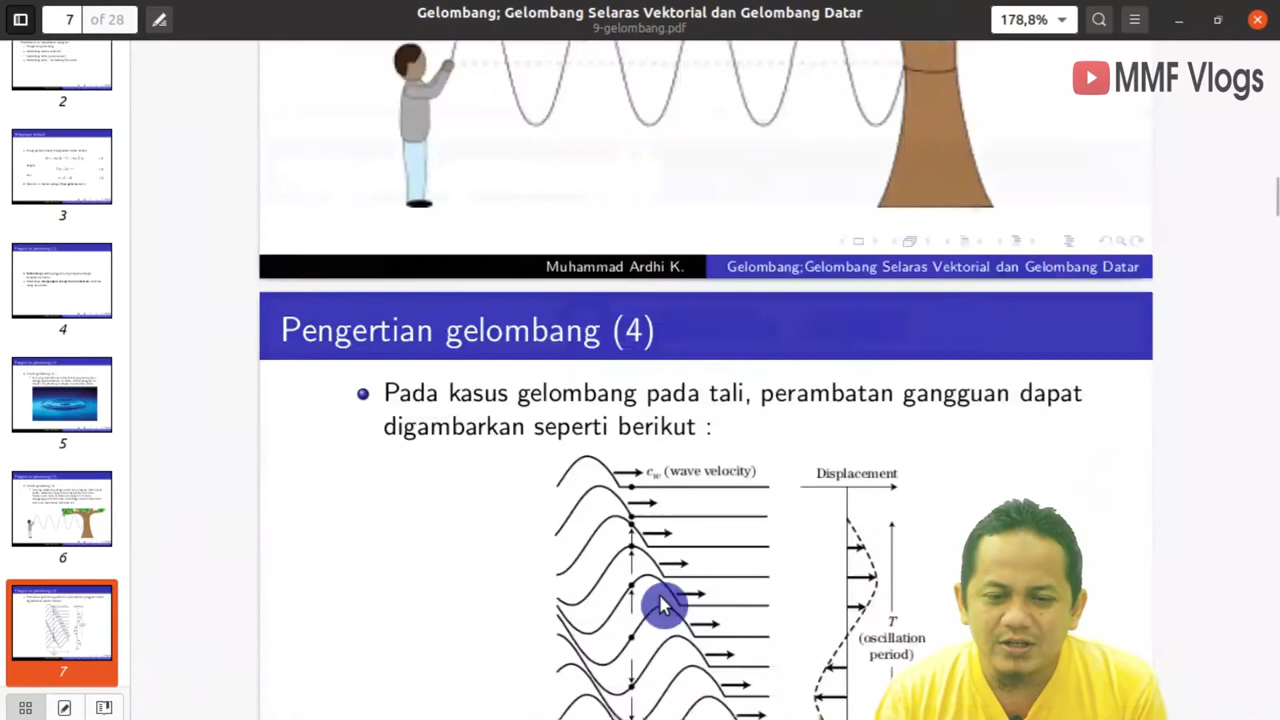 7 of 28
Gelombang; Gelombang Selaras Vektorial dan Gelombang Datar
9-gelombang.pdf
178,8%
MMF Vlogs
2
3
4
5
6
7
Muhammad Ardhi K.
Gelombang;Gelombang Selaras Vektorial dan Gelombang Datar
Pengertian gelombang (4)
Pada kasus gelombang pada tali, perambatan gangguan dapat
digambarkan seperti berikut :
c_w (wave velocity)
Displacement
T
(oscillation
period)